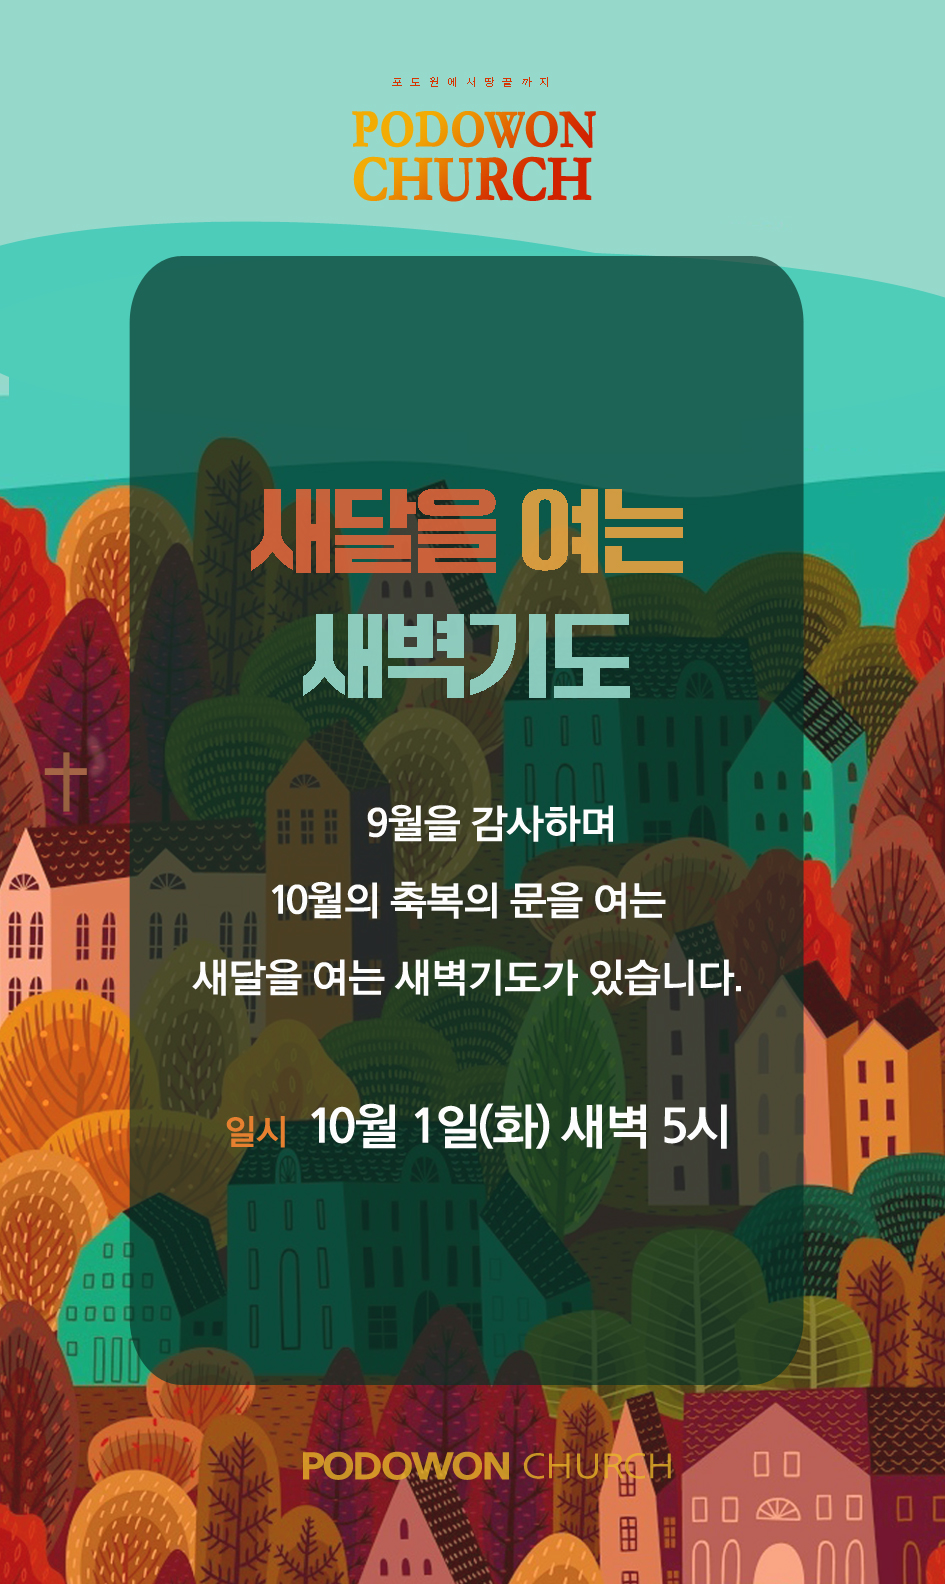 포도원에서땅끝까지
PODOWON
CHURCH
새달을 여는
새벽기도
9월을 감사하며
10월의 축복의 문을 여는
새달을 여는 새벽기도가 있습니다.
일시 10월 1일(화) 새벽 5시
PODOWON CHURCH